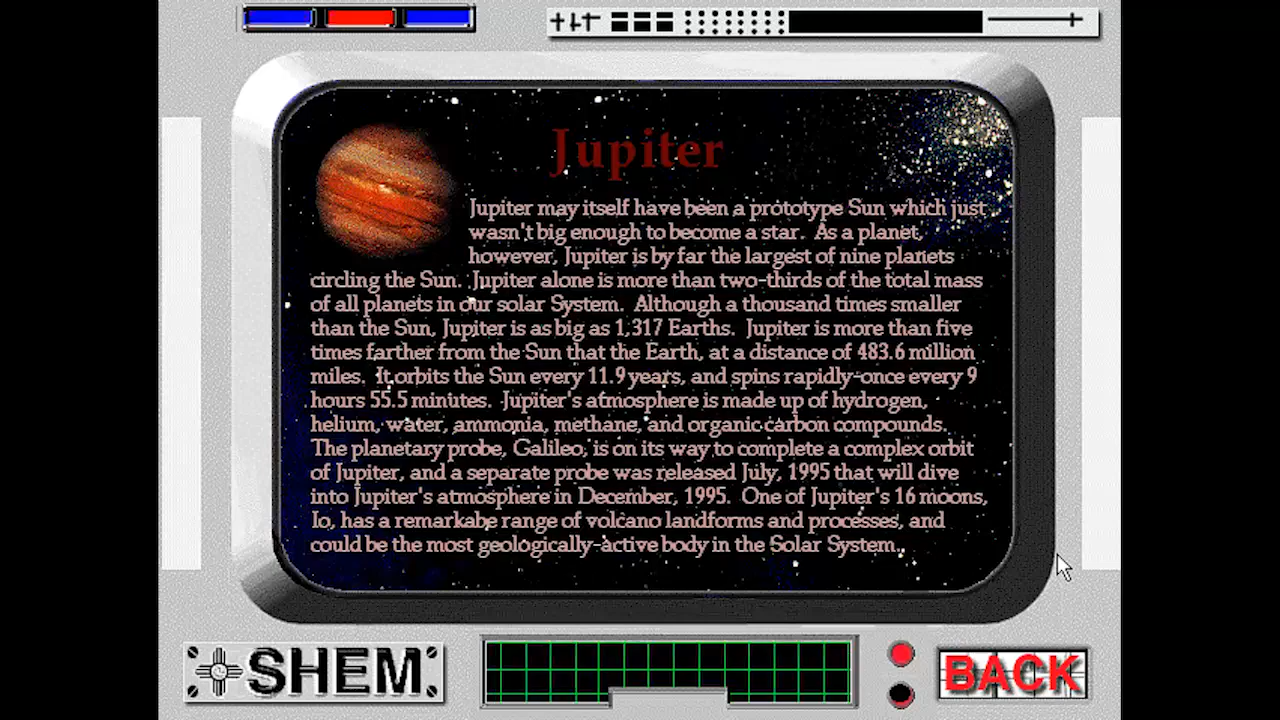 Jupiter
Jupiter may itself have been a prototype Sun which just
wasn't big enough to become a star. As a planet,
however, Jupiter is by far the largest of nine planets
circling the Sun. Jupiter alone is more than two-thirds of the total mass
of all planets in our solar System. Although a thousand times smaller
than the Sun, Jupiter is as big as 1,317 Earths. Jupiter is more than five
times farther from the Sun that the Earth, at a distance of 483.6 million
miles. It orbits the Sun every 11.9 years, and spins rapidly-once every 9
hours 55.5 minutes. Jupiter's atmosphere is made up of hydrogen,
helium, water, ammonia, methane, and organic carbon compounds.
The planetary probe, Galileo, is on its way to complete a complex orbit
of Jupiter, and a separate probe was released July, 1995 that will dive
into Jupiter's atmosphere in December, 1995. One of Jupiter's 16 moons,
Io, has a remarkabe range of volcano landforms and processes, and
could be the most geologically-active body in the Solar System..
SHEM
BACK